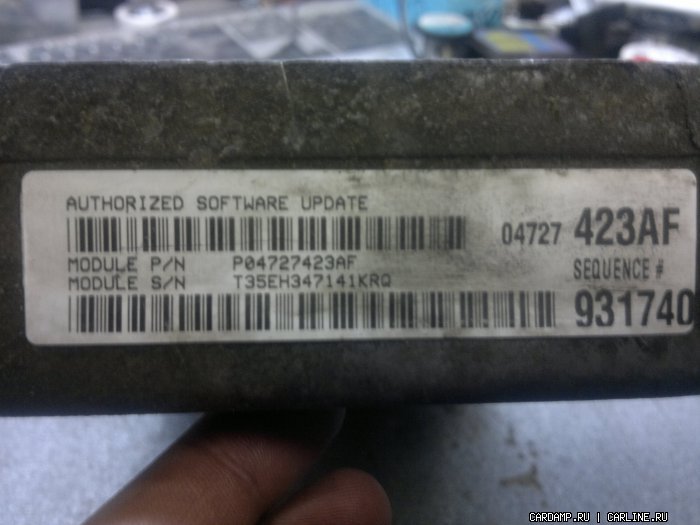 AUTHORIZED SOFTWARE UPDATE
04727 423AF
MODULE P/N P04727423AF
MODULE S/N T35EH347141KRQ
SEQUENCE #
931740
CARDAMP.RU | CARLINE.RU